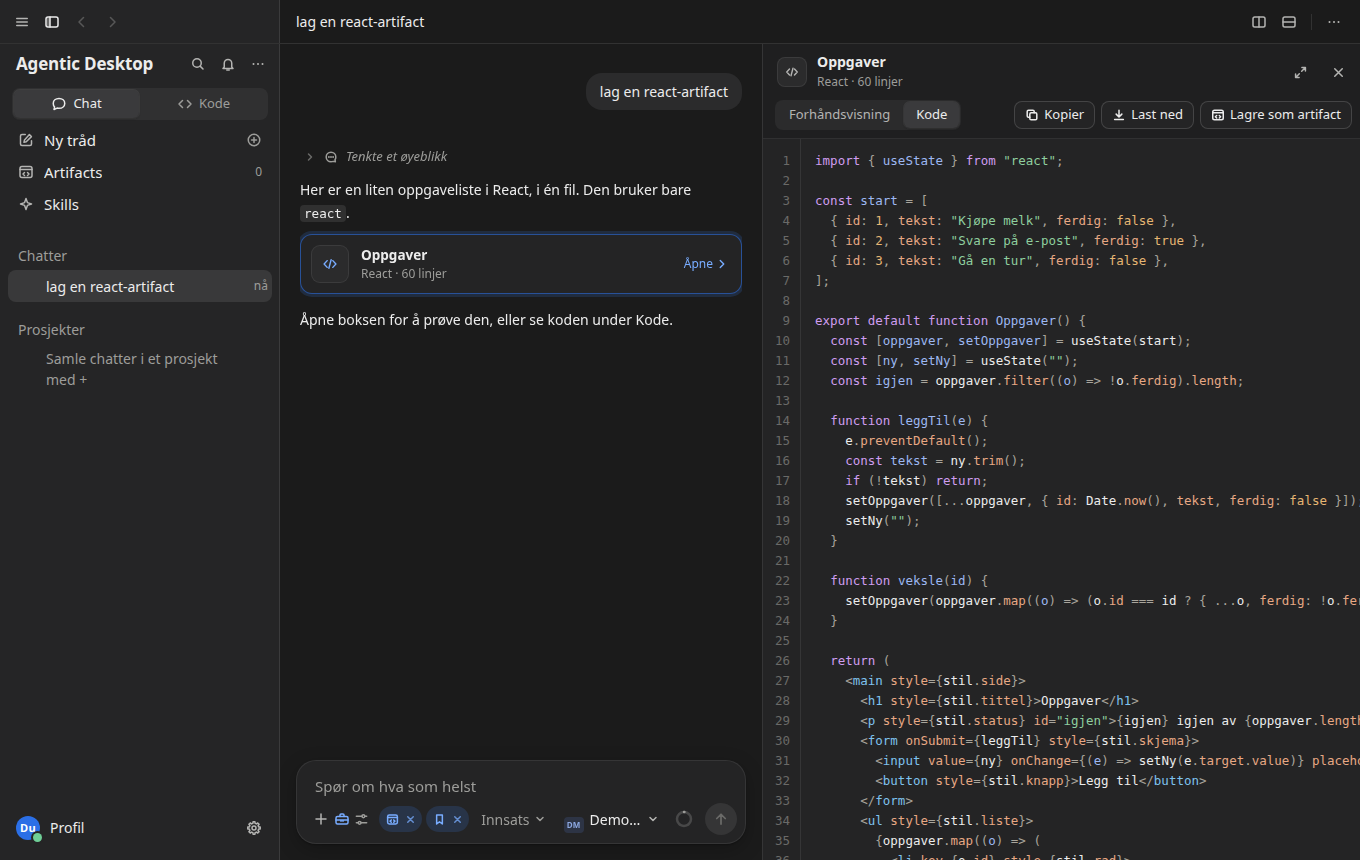 lag en react-artifact
Agentic Desktop
Chat
Kode
Ny tråd
Artifacts
0
Skills
Chatter
lag en react-artifact
nå
Prosjekter
Samle chatter i et prosjekt
med +
Du
Profil
lag en react-artifact
Tenkte et øyeblikk
Her er en liten oppgaveliste i React, i én fil. Den bruker bare
react.
Oppgaver
React · 60 linjer
Åpne
Åpne boksen for å prøve den, eller se koden under Kode.
Spør om hva som helst
Innsats
DM
Demo...
Oppgaver
React · 60 linjer
Forhåndsvisning
Kode
Kopier
Last ned
Lagre som artifact
1 import { useState } from "react";
2
3 const start = [
4 { id: 1, tekst: "Kjøpe melk", ferdig: false },
5 { id: 2, tekst: "Svare på e-post", ferdig: true },
6 { id: 3, tekst: "Gå en tur", ferdig: false },
7 ];
8
9 export default function Oppgaver() {
10 const [oppgaver, setOppgaver] = useState(start);
11 const [ny, setNy] = useState("");
12 const igjen = oppgaver.filter((o) => !o.ferdig).length;
13
14 function leggTil(e) {
15 e.preventDefault();
16 const tekst = ny.trim();
17 if (!tekst) return;
18 setOppgaver([...oppgaver, { id: Date.now(), tekst, ferdig: false }])
19 setNy("");
20 }
21
22 function veksle(id) {
23 setOppgaver(oppgaver.map((o) => (o.id === id ? { ...o, ferdig: !o.fer
24 }
25
26 return (
27 <main style={stil.side}>
28 <h1 style={stil.tittel}>Oppgaver</h1>
29 <p style={stil.status} id="igjen">{igjen} igjen av {oppgaver.length
30 <form onSubmit={leggTil} style={stil.skjema}>
31 <input value={ny} onChange={(e) => setNy(e.target.value)} placeho
32 <button style={stil.knapp}>Legg til</button>
33 </form>
34 <ul style={stil.liste}>
35 {oppgaver.map((o) => (
36 <li key={o.id} style={stil.rad}>